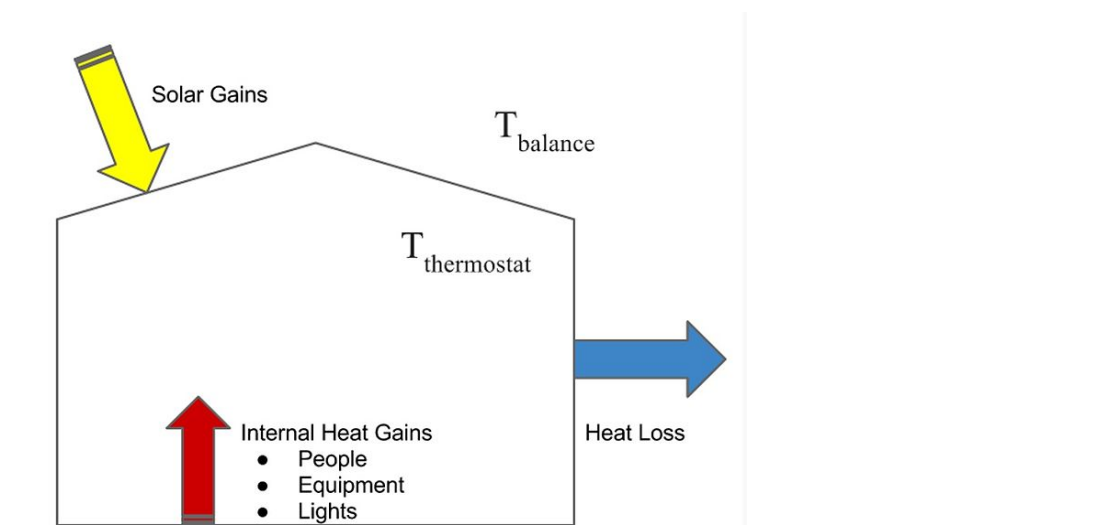 Solar Gains
T balance
T thermostat
Internal Heat Gains
● People
● Equipment
● Lights
Heat Loss